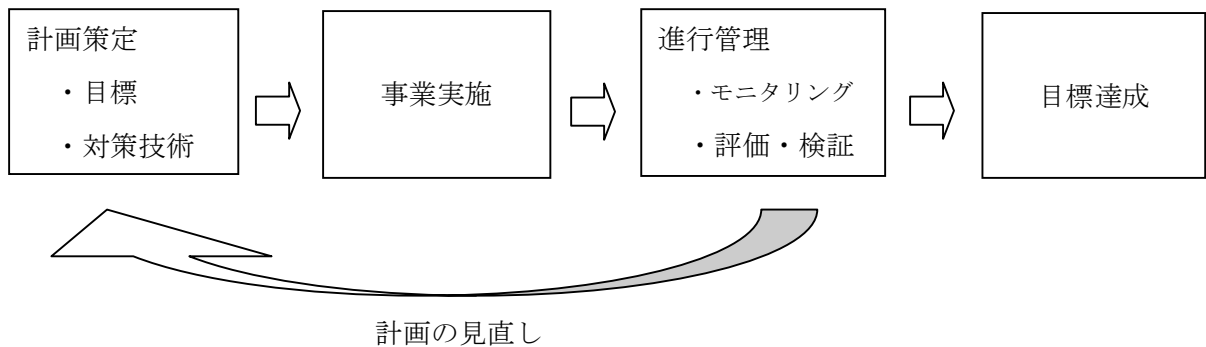 計画策定
・目標
・対策技術
事業実施
進行管理
・モニタリング
・評価・検証
目標達成
計画の見直し